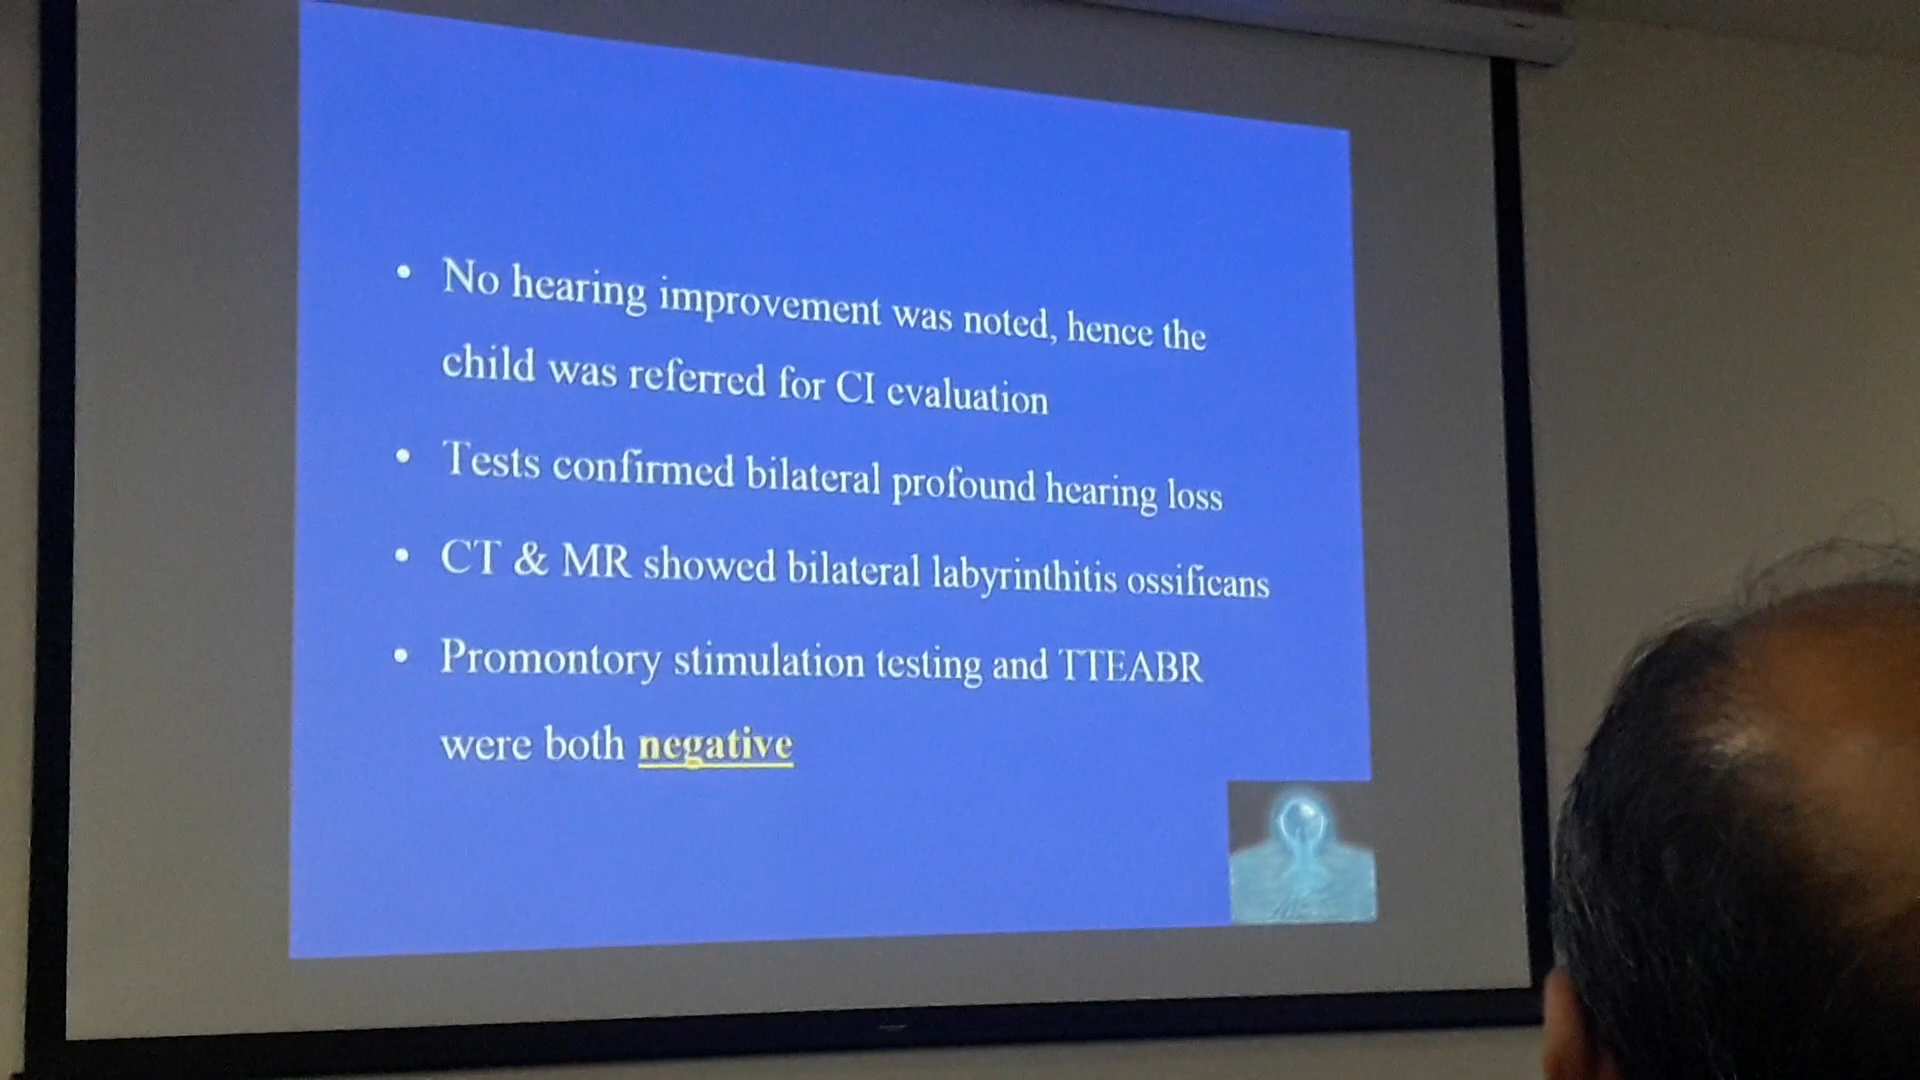 • No hearing improvement was noted, hence the
child was referred for CI evaluation
• Tests confirmed bilateral profound hearing loss
• CT & MR showed bilateral labyrinthitis ossificans
• Promontory stimulation testing and TTEABR
were both negative